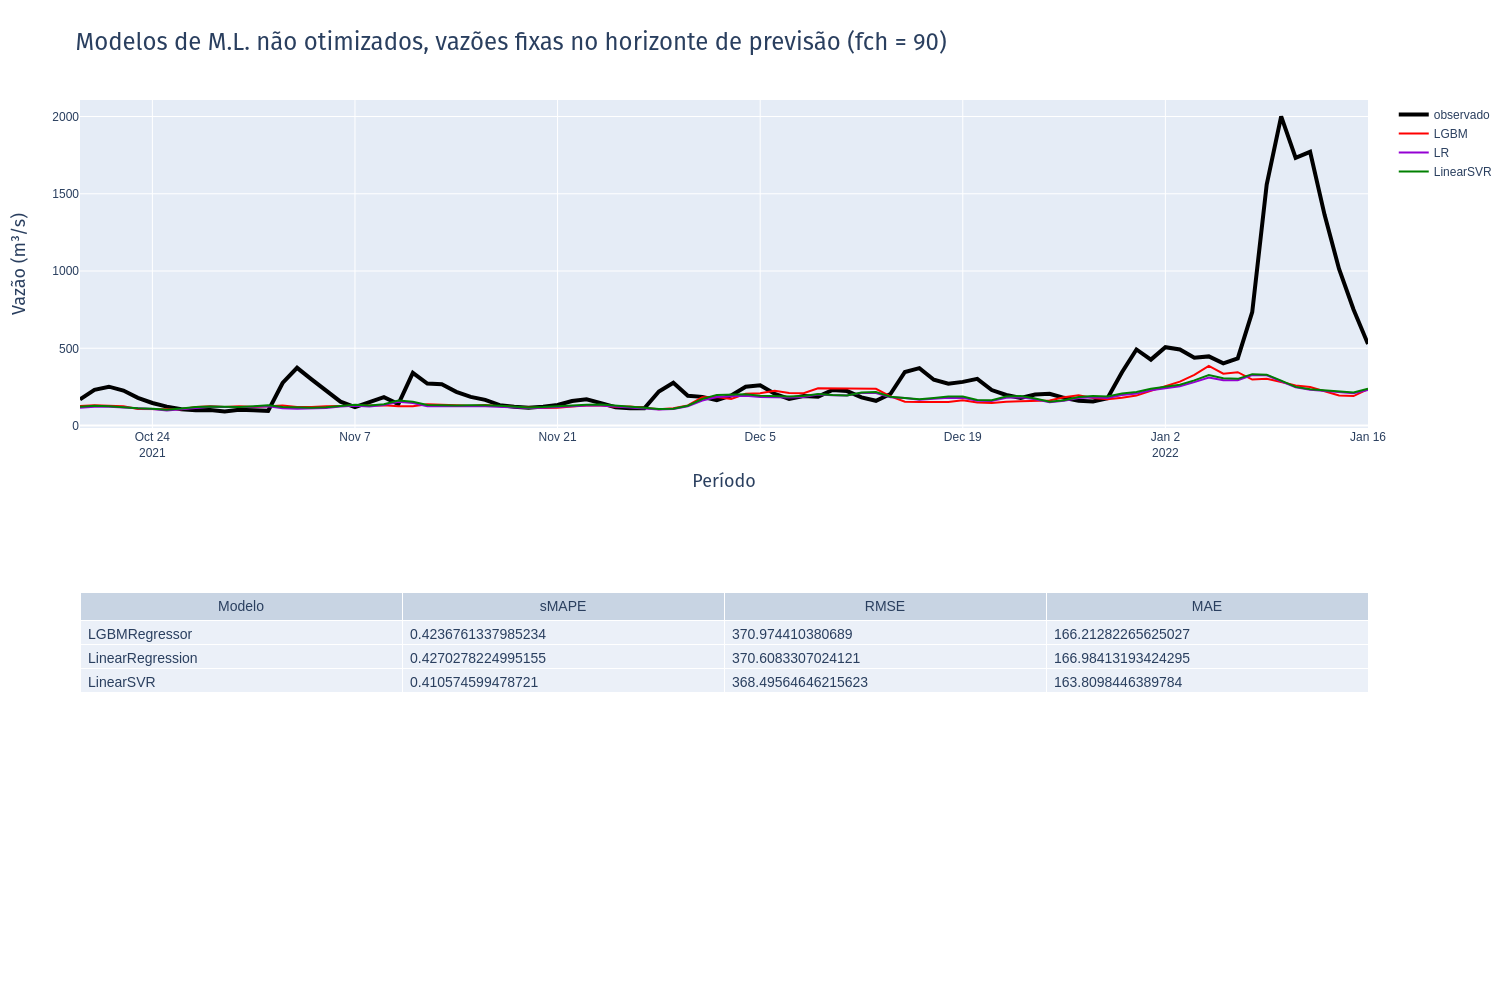 Modelos de M.L. não otimizados, vazões fixas no horizonte de previsão (fch = 90)
2000
1500
1000
500
0
Vazão (m³/s)
observado
LGBM
LR
LinearSVR
Oct 24 Nov 7 Nov 21 Dec 5 Dec 19 Jan 2 Jan 16
2021 2022
Período
Modelo sMAPE RMSE MAE
LGBMRegressor 0.4236761337985234 370.974410380689 166.21282265625027
LinearRegression 0.4270278224995155 370.6083307024121 166.98413193424295
LinearSVR 0.410574599478721 368.49564646215623 163.8098446389784